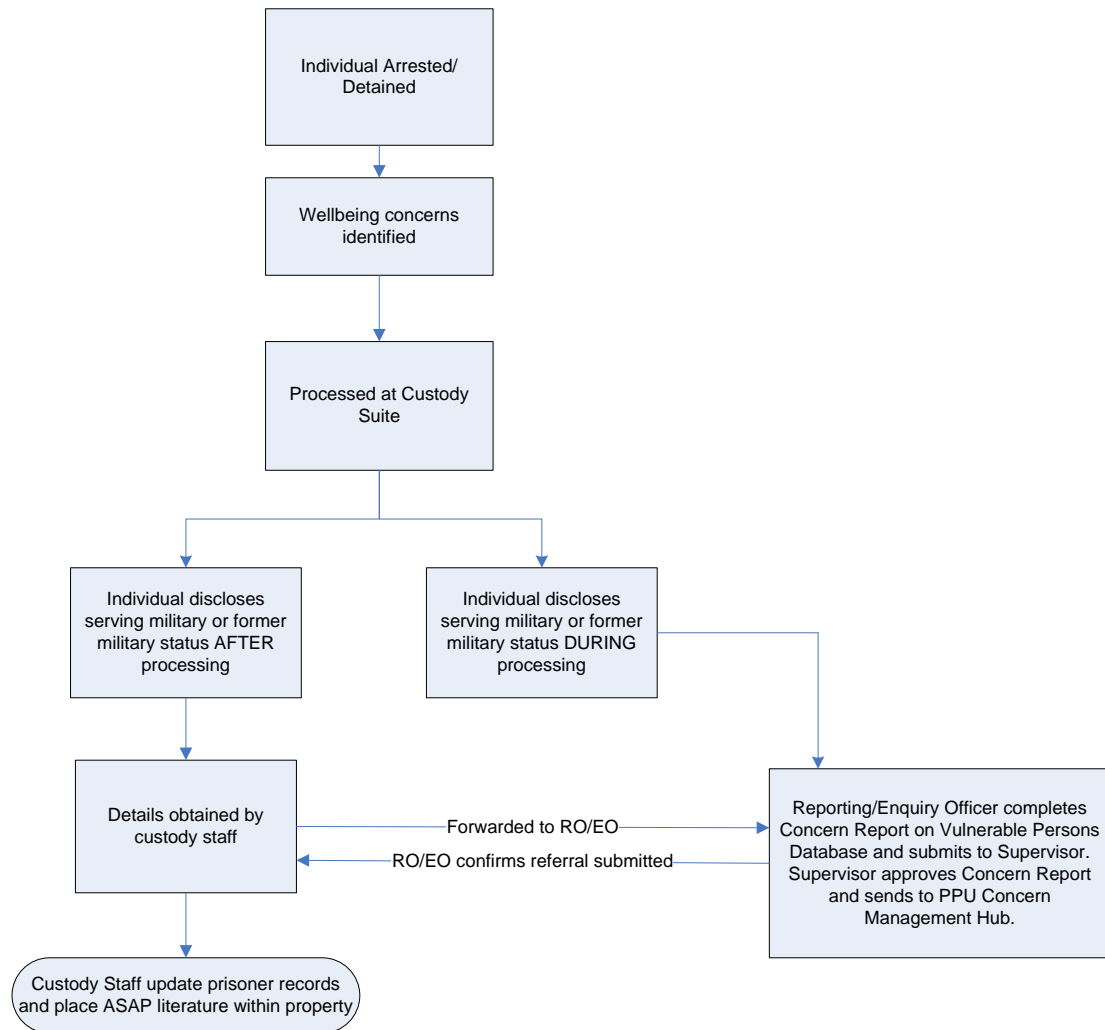 Individual Arrested/
Detained
Wellbeing concerns
identified
Processed at Custody
Suite
Individual discloses
serving military or former
military status AFTER
processing
Individual discloses
serving military or former
military status DURING
processing
Details obtained by
custody staff
Forwarded to RO/EO
RO/EO confirms referral submitted
Reporting/Enquiry Officer completes
Concern Report on Vulnerable Persons
Database and submits to Supervisor.
Supervisor approves Concern Report
and sends to PPU Concern
Management Hub.
Custody Staff update prisoner records
and place ASAP literature within property